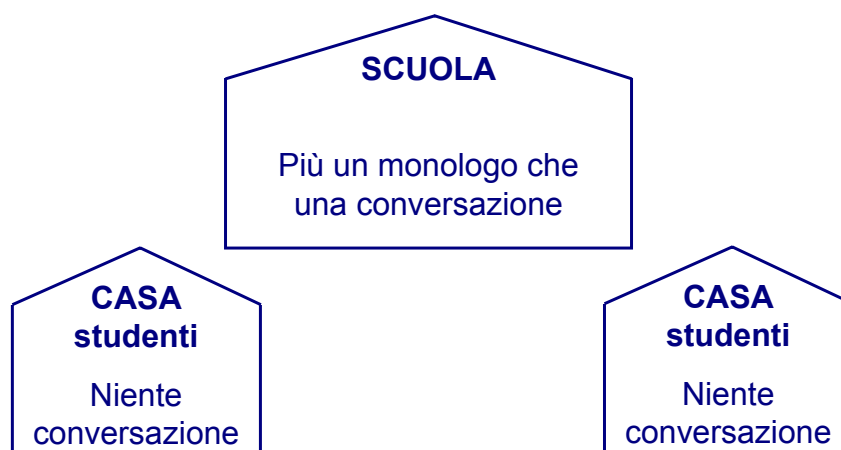 SCUOLA
Più un monologo che
una conversazione
CASA
studenti
Niente
conversazione
CASA
studenti
Niente
conversazione